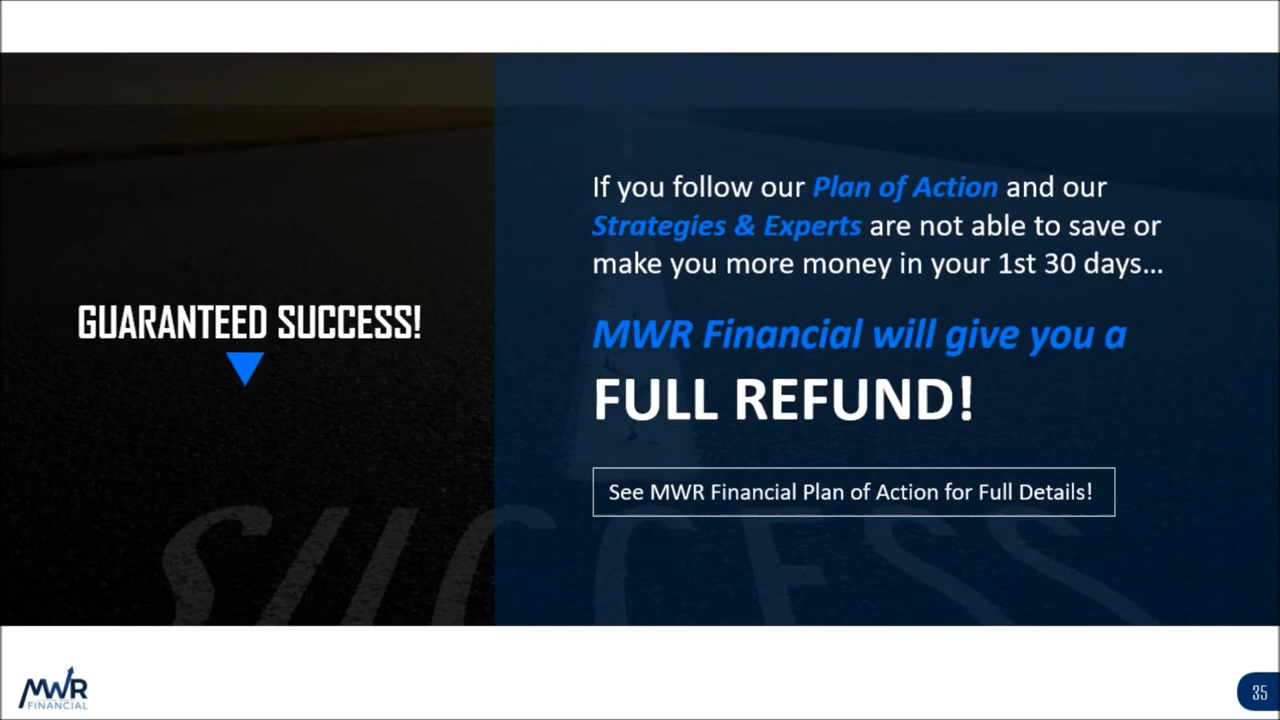 GUARANTEED SUCCESS!
If you follow our Plan of Action and our
Strategies & Experts are not able to save or
make you more money in your 1st 30 days...
MWR Financial will give you a
FULL REFUND!
See MWR Financial Plan of Action for Full Details!
SUCCESS
MWR
FINANCIAL
35